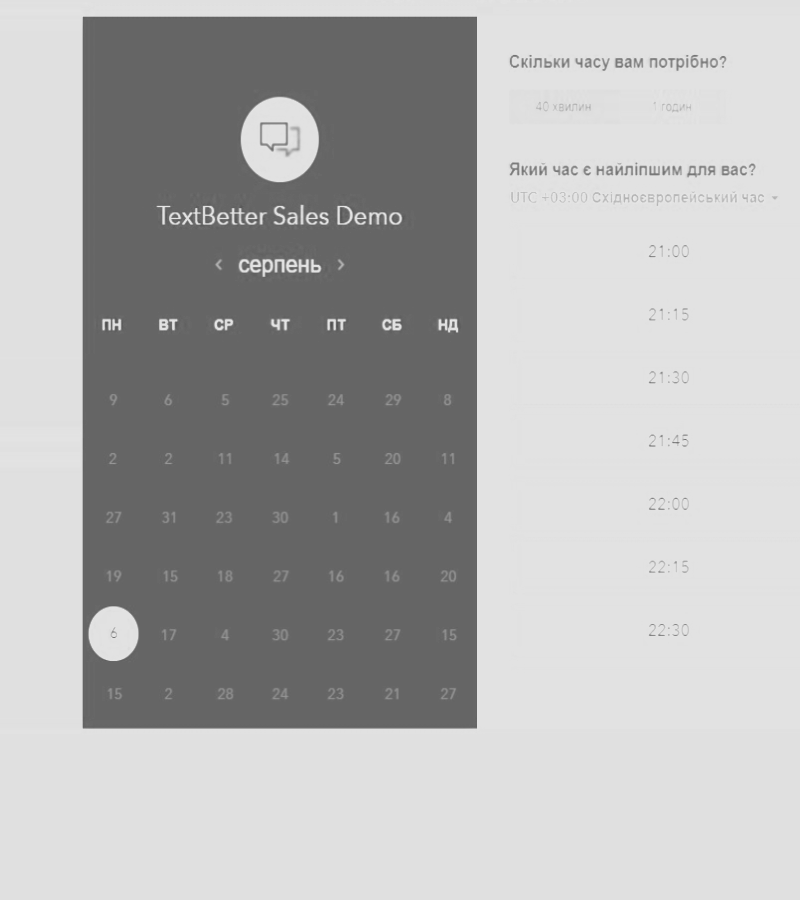 TextBetter Sales Demo
< серпень >
ПН ВТ СР ЧТ ПТ СБ НД
9 6 5 25 24 29 8
2 2 11 14 5 20 11
27 31 23 30 1 16 4
19 15 18 27 16 16 20
6 17 4 30 23 27 15
15 2 28 24 23 21 27
Скільки часу вам потрібно?
40 хвилин 1 годин
Який час є найліпшим для вас?
UTC +03:00 Східноєвропейський час
21:00
21:15
21:30
21:45
22:00
22:15
22:30